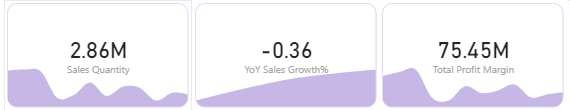 2.86M
Sales Quantity
-0.36
YoY Sales Growth%
75.45M
Total Profit Margin